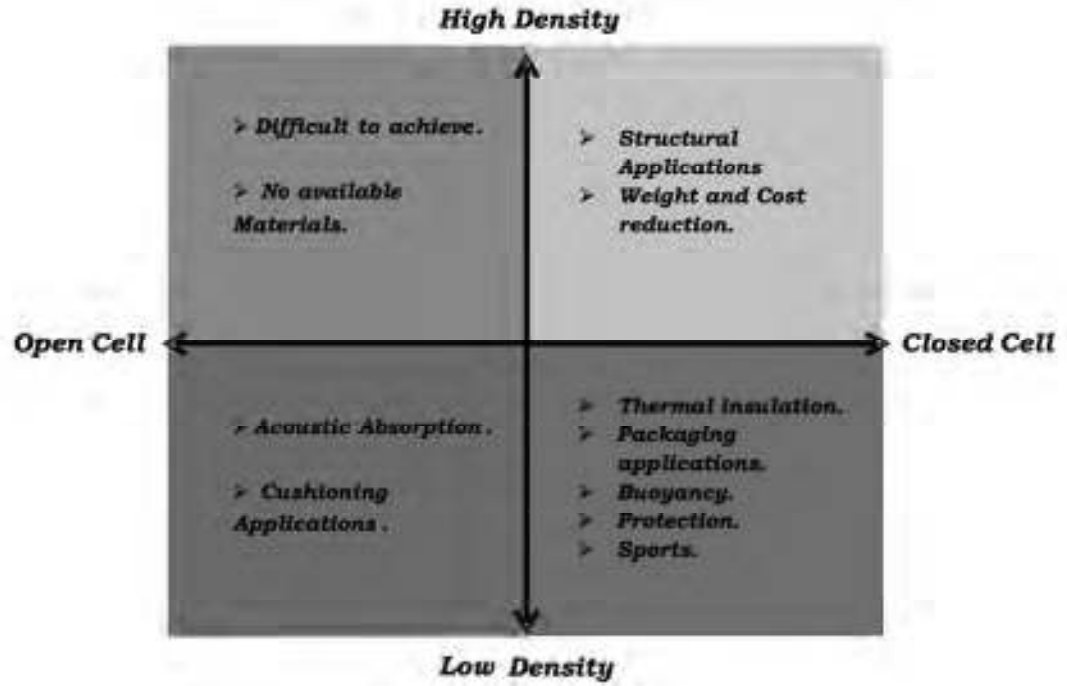 High Density
➢ Difficult to achieve.
➢ No available
Materials.
➢ Structural
Applications
➢ Weight and Cost
reduction.
Open Cell
Closed Cell
➢ Acoustic Absorption.
➢ Cushioning
Applications.
➢ Thermal insulation.
➢ Packaging
applications.
➢ Buoyancy.
➢ Protection.
➢ Sports.
Low Density